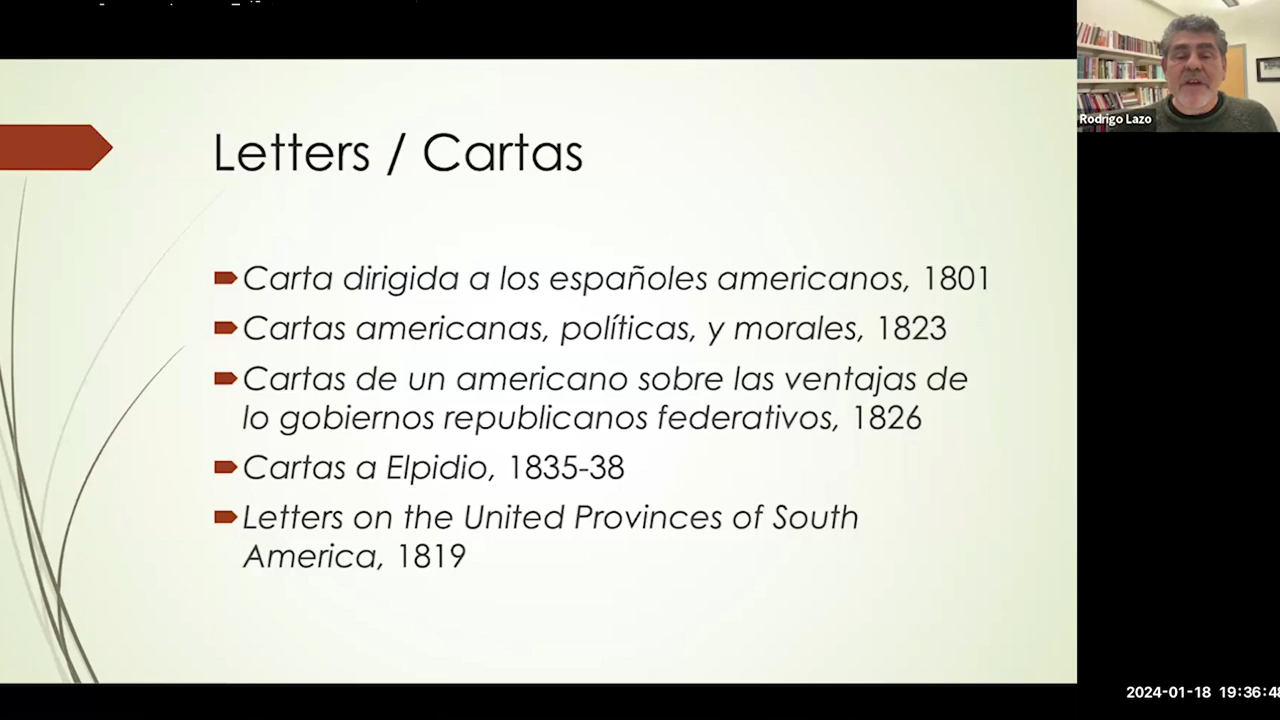 Letters / Cartas
Carta dirigida a los españoles americanos, 1801
Cartas americanas, políticas, y morales, 1823
Cartas de un americano sobre las ventajas de
lo gobiernos republicanos federativos, 1826
Cartas a Elpidio, 1835-38
Letters on the United Provinces of South
America, 1819
Rodrigo Lazo
2024-01-18 19:36:48